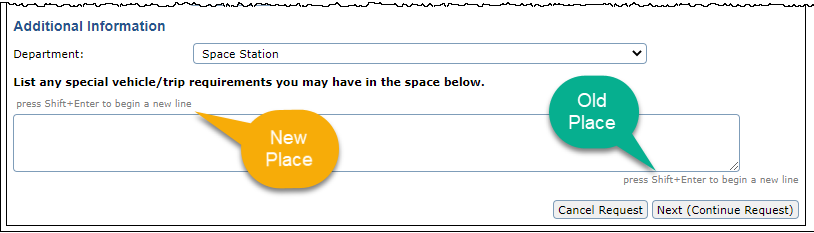 Additional Information
Department:
Space Station
List any special vehicle/trip requirements you may have in the space below.
press Shift+Enter to begin a new line
New
Place
Old
Place
press Shift+Enter to begin a new line
Cancel Request
Next (Continue Request)